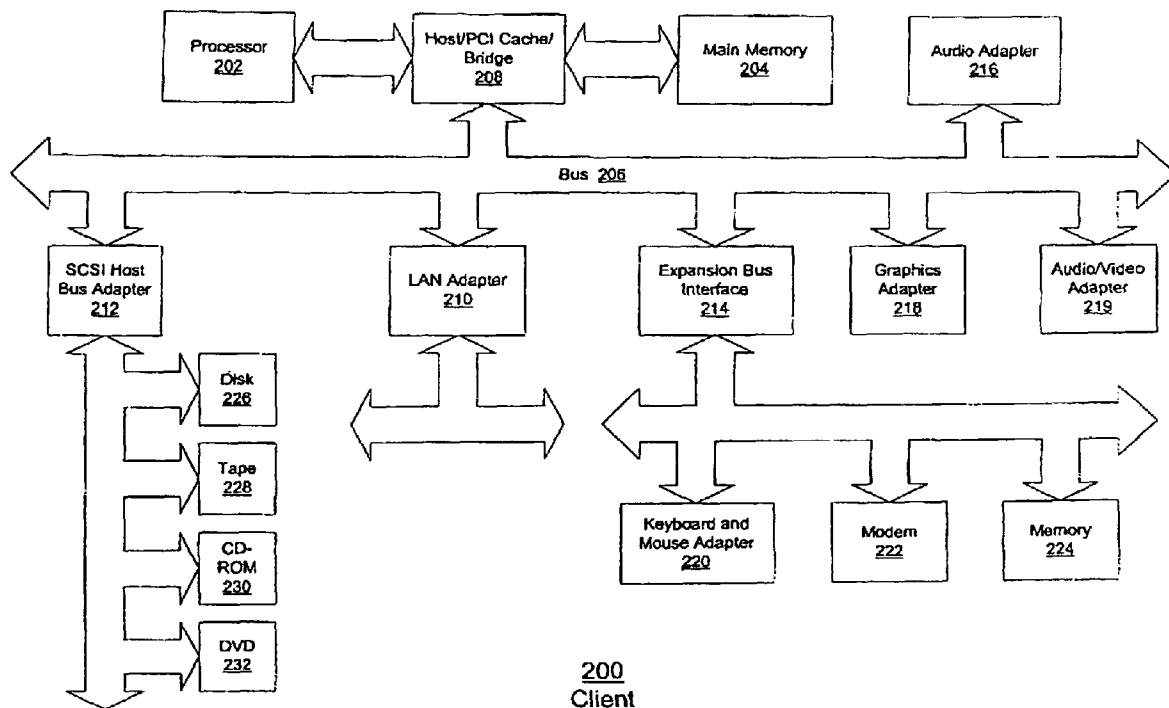 Processor
202
Host/PCI Cache/
Bridge
208
Main Memory
204
Audio Adapter
216
Bus 206
SCSI Host
Bus Adapter
212
LAN Adapter
210
Expansion Bus
Interface
214
Graphics
Adapter
218
Audio/Video
Adapter
219
Disk
226
Tape
228
CD-
ROM
230
DVD
232
Keyboard and
Mouse Adapter
220
Modem
222
Memory
224
200
Client